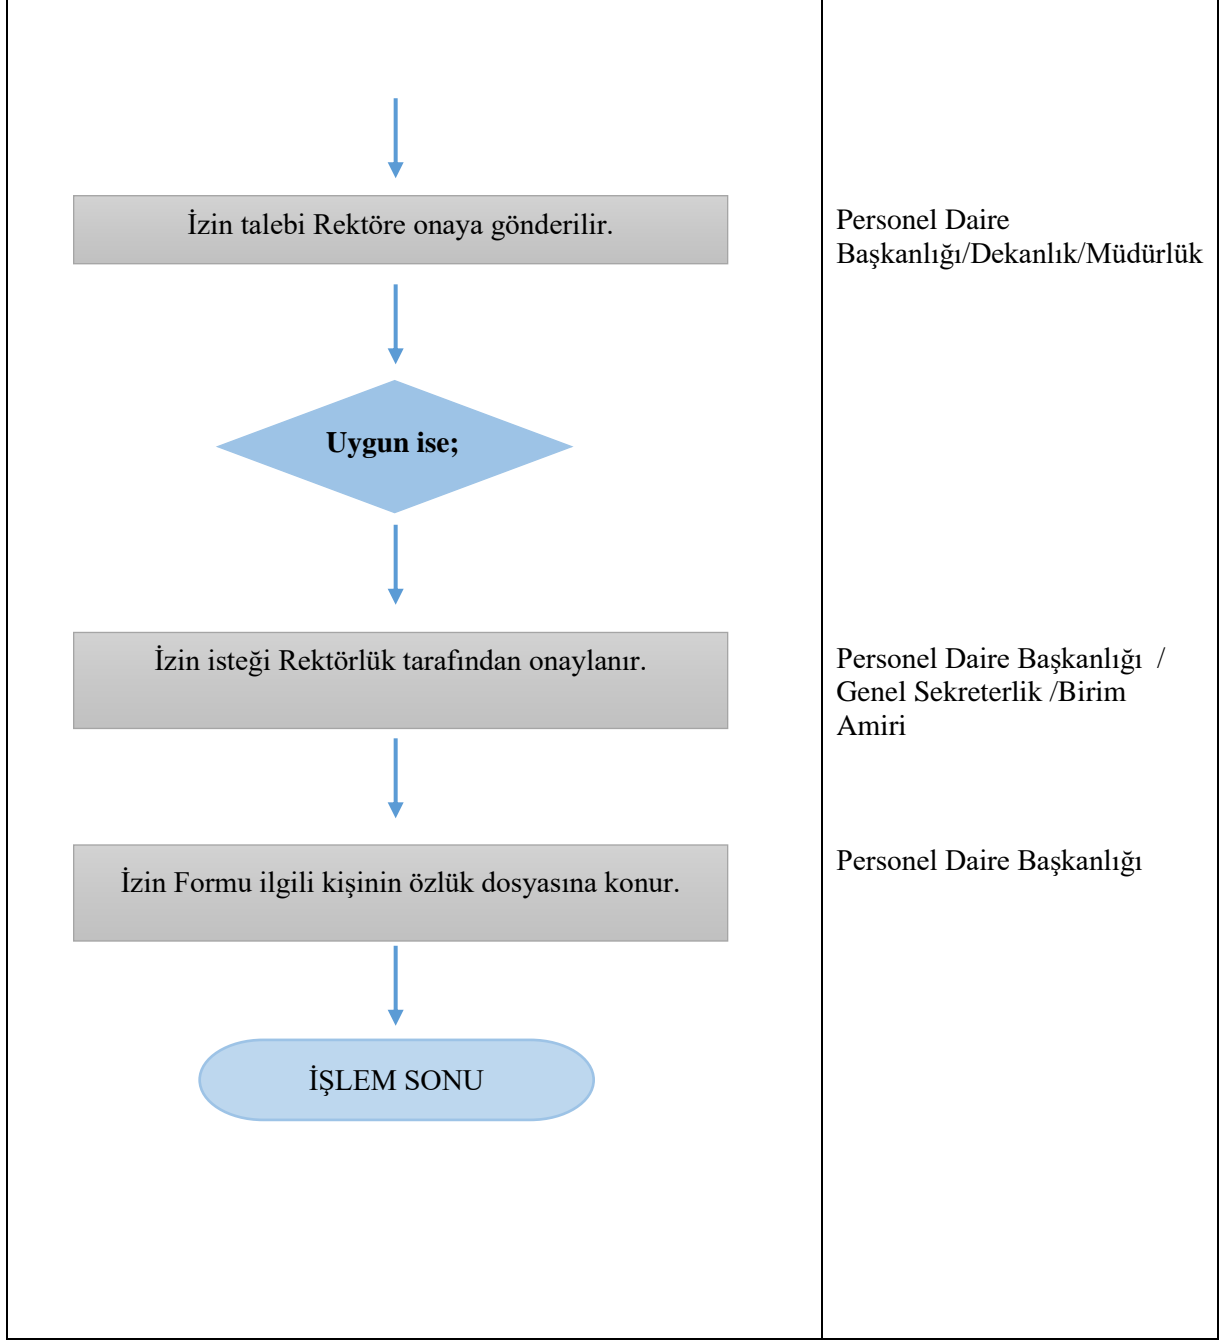 İzin talebi Rektöre onaya gönderilir.
Personel Daire
Başkanlığı/Dekanlık/Müdürlük
Uygun ise;
İzin isteği Rektörlük tarafından onaylanır.
Personel Daire Başkanlığı  /
Genel Sekreterlik /Birim
Amiri
İzin Formu ilgili kişinin özlük dosyasına konur.
Personel Daire Başkanlığı
İŞLEM SONU